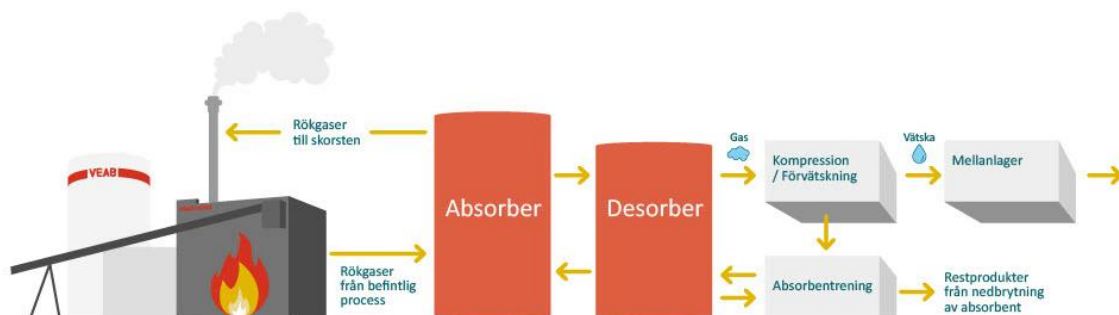 Rökgaser
till skorsten
VEAB
Absorber
Desorber
Gas
Kompression
/ Förvätskning
Vätska
Mellanlager
Rökgaser
från befintlig
process
Absorbentrening
Restprodukter
från nedbrytning
av absorbent